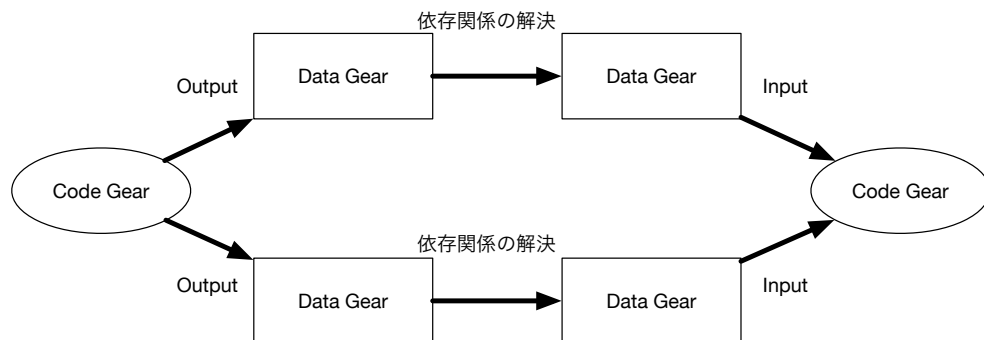 依存関係の解決
Data Gear
Data Gear
Output
Input
Code Gear
Code Gear
依存関係の解決
Output
Input
Data Gear
Data Gear